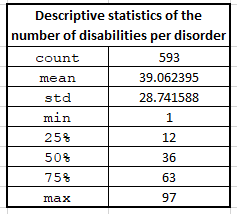 Descriptive statistics of the
number of disabilities per disorder
count 593
mean 39.062395
std 28.741588
min 1
25% 12
50% 36
75% 63
max 97